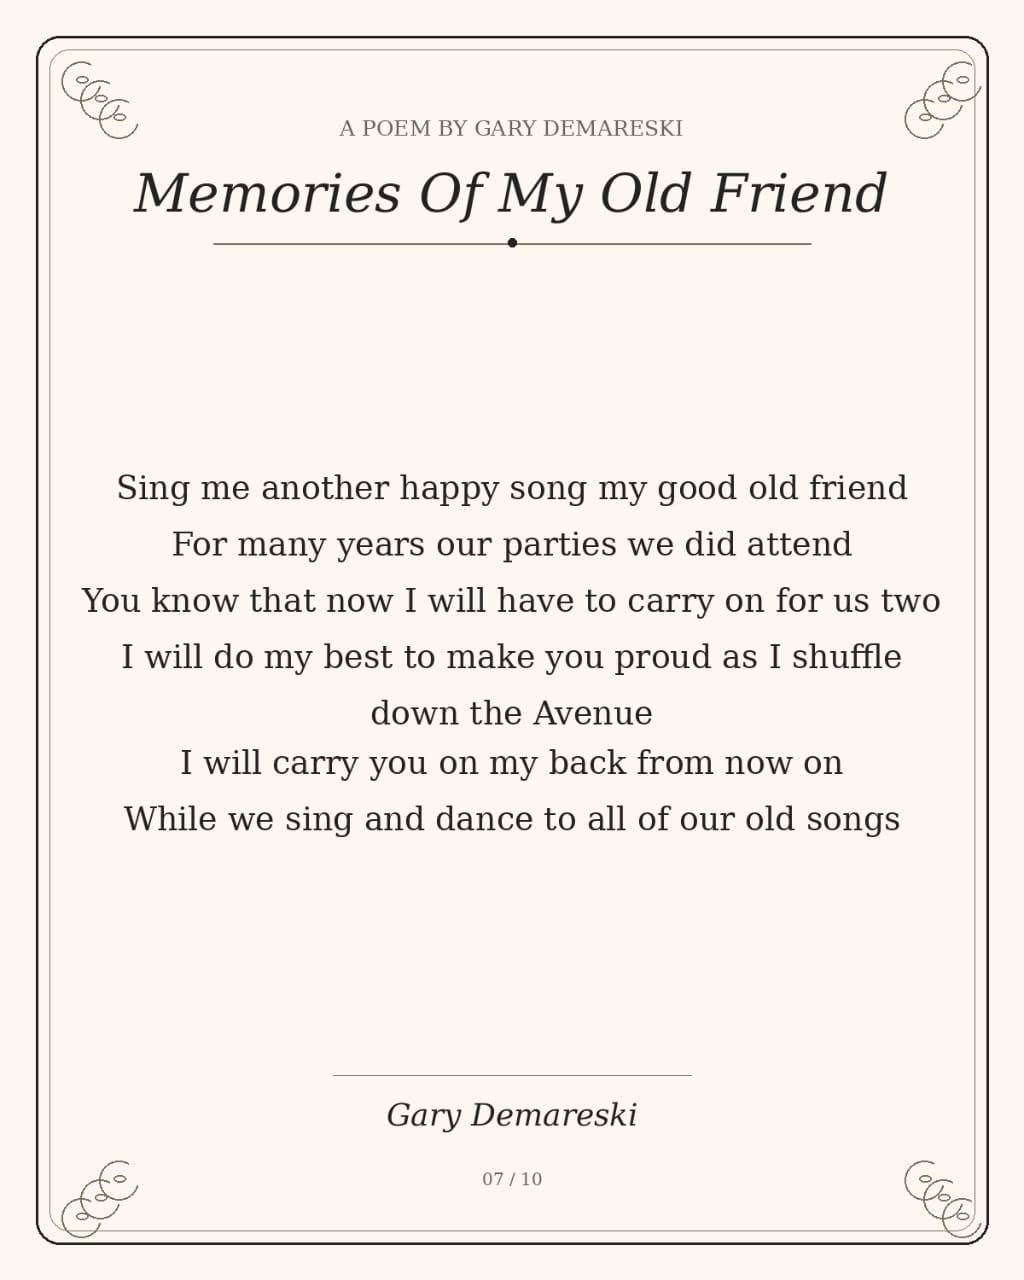 A POEM BY GARY DEMARESKI
Memories Of My Old Friend
Sing me another happy song my good old friend
For many years our parties we did attend
You know that now I will have to carry on for us two
I will do my best to make you proud as I shuffle
down the Avenue
I will carry you on my back from now on
While we sing and dance to all of our old songs
Gary Demareski
07 / 10